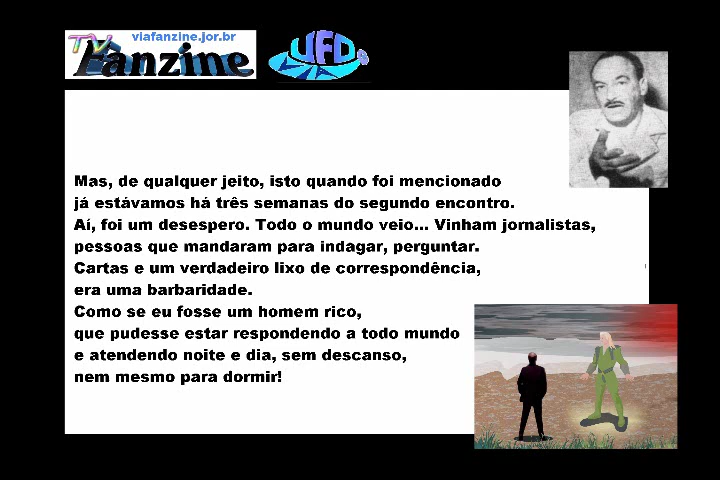 viafanzine.jor.br
TV Fanzine
UFO
VIA
Mas, de qualquer jeito, isto quando foi mencionado
já estávamos há três semanas do segundo encontro.
Aí, foi um desespero. Todo o mundo veio... Vinham jornalistas,
pessoas que mandaram para indagar, perguntar.
Cartas e um verdadeiro lixo de correspondência,
era uma barbaridade.
Como se eu fosse um homem rico,
que pudesse estar respondendo a todo mundo
e atendendo noite e dia, sem descanso,
nem mesmo para dormir!